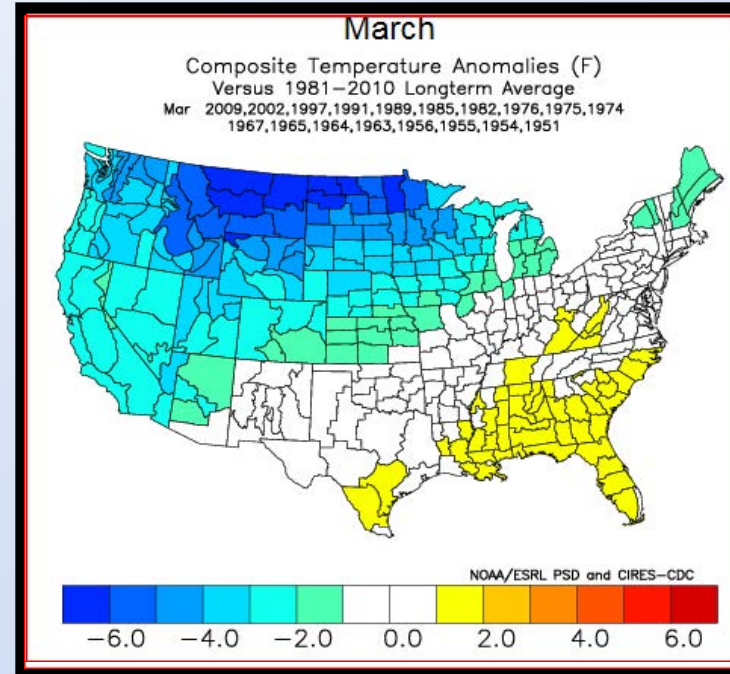 March
Composite Temperature Anomalies (F)
Versus 1981-2010 Longterm Average
Mar 2009,2002,1997,1991,1989,1985,1982,1976,1975,1974
1967,1965,1964,1963,1956,1955,1954,1951
NOAA/ESRL PSD and CIRES-CDC
-6.0 -4.0 -2.0 0.0 2.0 4.0 6.0